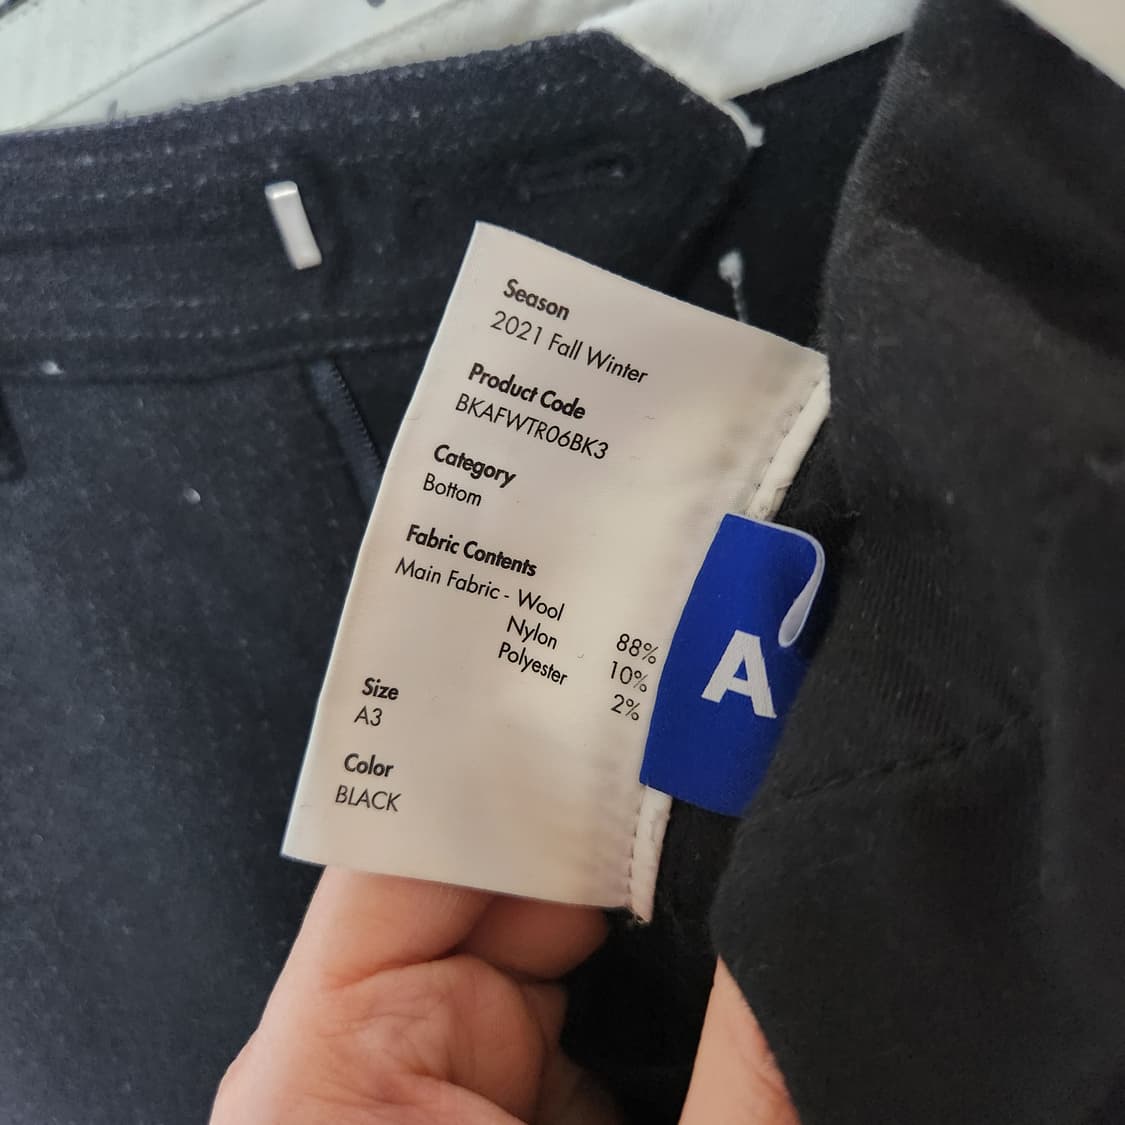 Season
2021 Fall Winter
Product Code
BKAFWTR06BK3
Category
Bottom
Fabric Contents
Main Fabric - Wool 88%
Nylon 10%
Polyester 2%
Size
A3
Color
BLACK
A